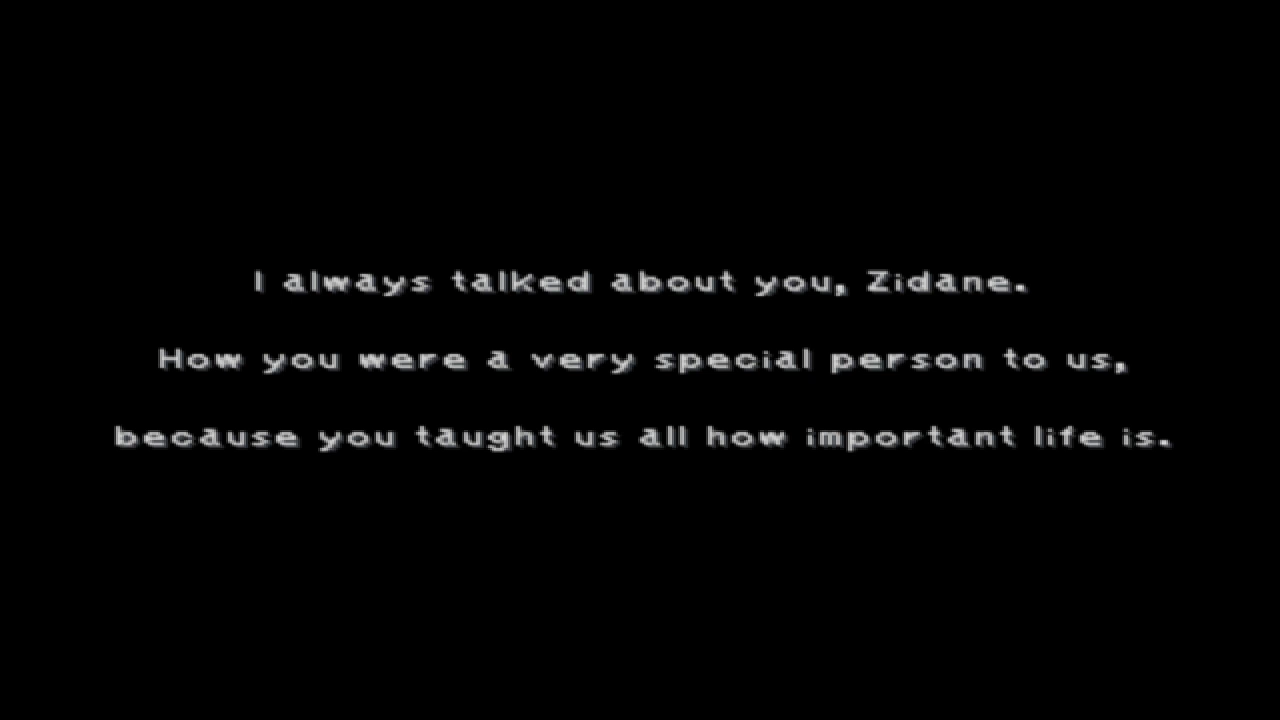 I always talked about you, Zidane.
How you were a very special person to us,
because you taught us all how important life is.